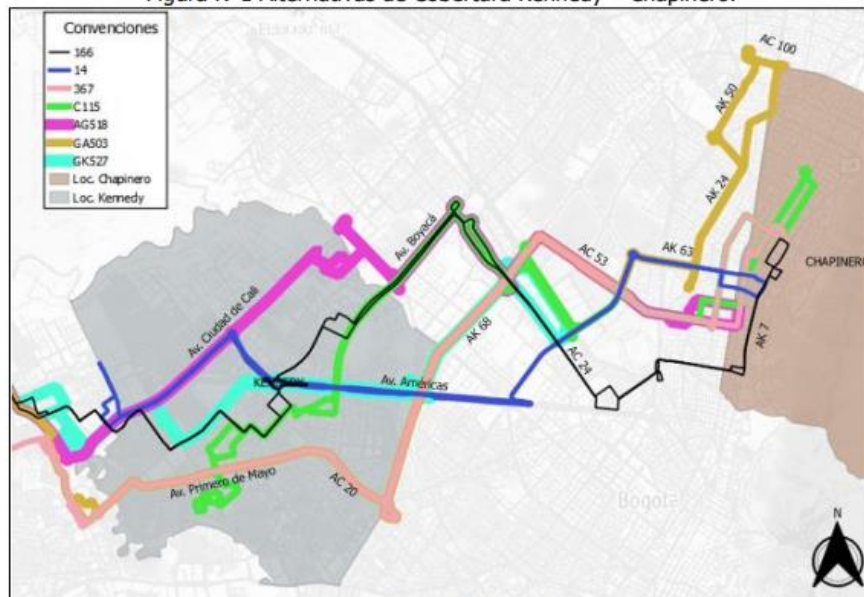 Convenciones
166
14
367
C115
AG518
GA503
GK527
Loc. Chapinero
Loc. Kennedy
AC 100
AK 50
AK 24
AK 63
AC 53
CHAPINER
Av. Boyacá
Av. Ciudad de Cali
AK 68
AC 24
AK 7
Av. Américas
Av. Primero de Mayo
AC 20
Bogotá
N